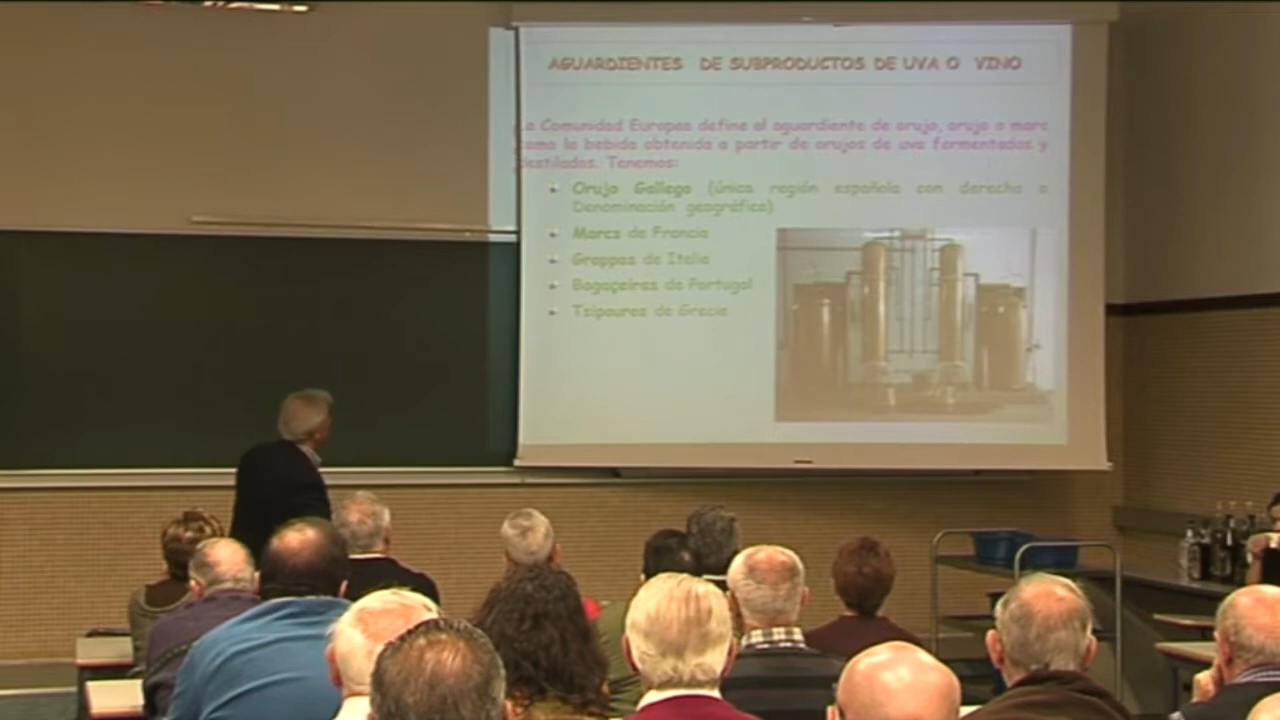 AGUARDIENTES DE SUBPRODUCTOS DE UVA O VINO
La Comunidad Europea define el aguardiente de orujo, orujo o marc
como la bebida obtenida a partir de orujos de uva fermentados y
destilados. Tenemos:
Orujo Gallego (única región española con derecho a
Denominación geográfica)
Marcs de Francia
Grappas de Italia
Bagaçeiras de Portugal
Tsipouros de Grecia